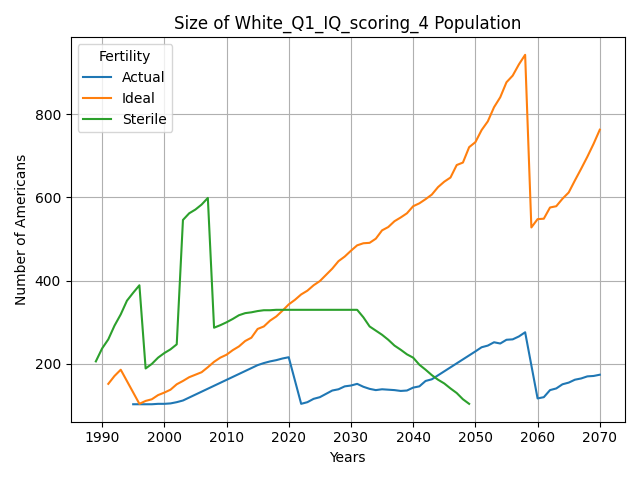 Size of White_Q1_IQ_scoring_4 Population
Fertility
Actual
Ideal
Sterile
Number of Americans
800
600
400
200
1990 2000 2010 2020 2030 2040 2050 2060 2070
Years